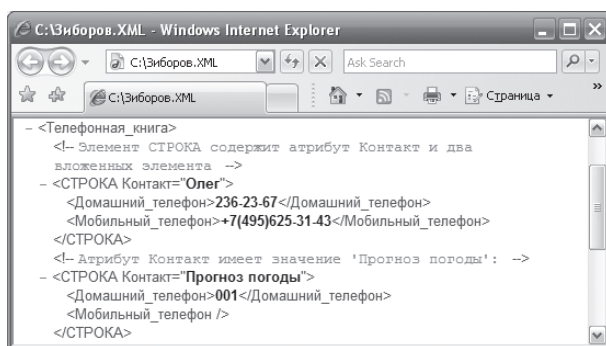 C:\Зиборов.XML - Windows Internet Explorer
C:\Зиборов.XML
Ask Search
C:\Зиборов.XML
Страница
»
– <Телефонная_книга>
<!-- Элемент СТРОКА содержит атрибут Контакт и два
вложенных элемента -->
– <СТРОКА Контакт="Олег">
<Домашний_телефон>236-23-67</Домашний_телефон>
<Мобильный_телефон>+7(495)625-31-43</Мобильный_телефон>
</СТРОКА>
<!-- Атрибут Контакт имеет значение 'Прогноз погоды': -->
– <СТРОКА Контакт="Прогноз погоды">
<Домашний_телефон>001</Домашний_телефон>
<Мобильный_телефон />
</СТРОКА>